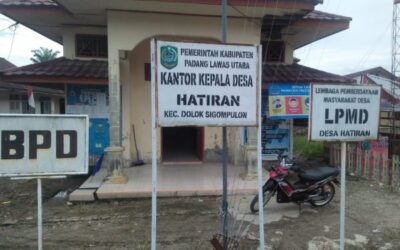 PEMERINTAH KABUPATEN
PADANG LAWAS UTARA
KANTOR KEPALA DESA
HATIRAN
KEC. DOLOK SIGOMPULON
BPD
LEMBAGA PEMBERDAYAAN
MASYARAKAT DESA
LPMD
DESA HATIRAN